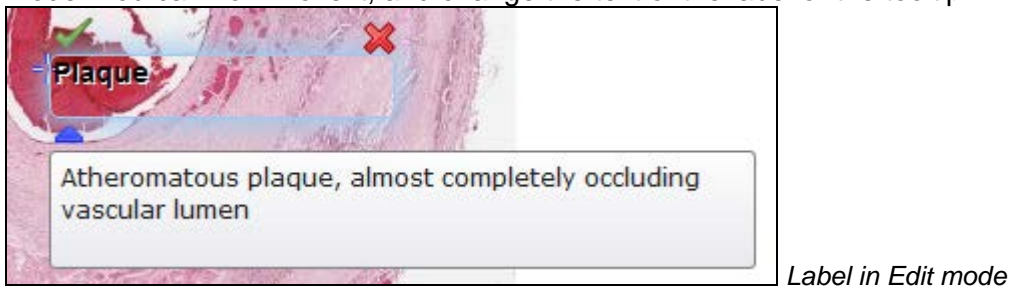 Plaque
Atheromatous plaque, almost completely occluding
vascular lumen
Label in Edit mode